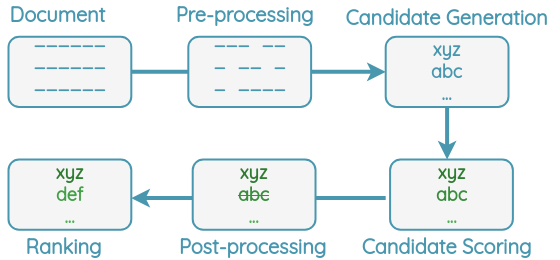 Document
Pre-processing
Candidate Generation
xyz
abc
...
xyz
def
...
Ranking
xyz
abc
...
Post-processing
xyz
abc
...
Candidate Scoring